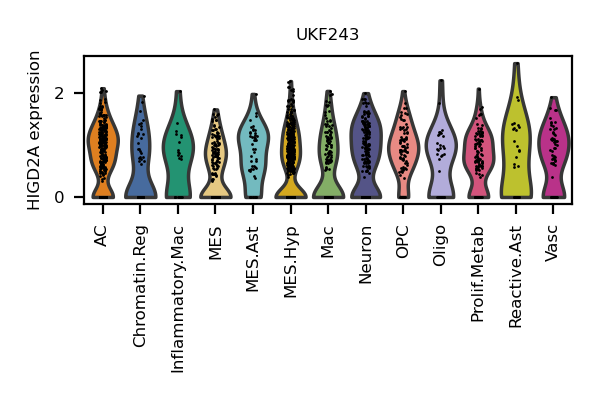 UKF243
HIGD2A expression
2
0
AC
Chromatin.Reg
Inflammatory.Mac
MES
MES.Ast
MES.Hyp
Mac
Neuron
OPC
Oligo
Prolif.Metab
Reactive.Ast
Vasc